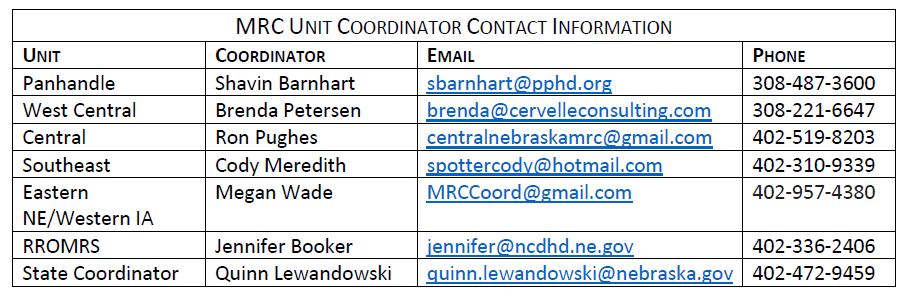 MRC UNIT COORDINATOR CONTACT INFORMATION
UNIT COORDINATOR EMAIL PHONE
Panhandle Shavin Barnhart sbarnhart@pphd.org 308-487-3600
West Central Brenda Petersen brenda@cervelleconsulting.com 308-221-6647
Central Ron Pughes centralnebraskamrc@gmail.com 402-519-8203
Southeast Cody Meredith spottercody@hotmail.com 402-310-9339
Eastern Megan Wade MRCCoord@gmail.com 402-957-4380
NE/Western IA
RROMRS Jennifer Booker jennifer@ncdhd.ne.gov 402-336-2406
State Coordinator Quinn Lewandowski quinn.lewandowski@nebraska.gov 402-472-9459